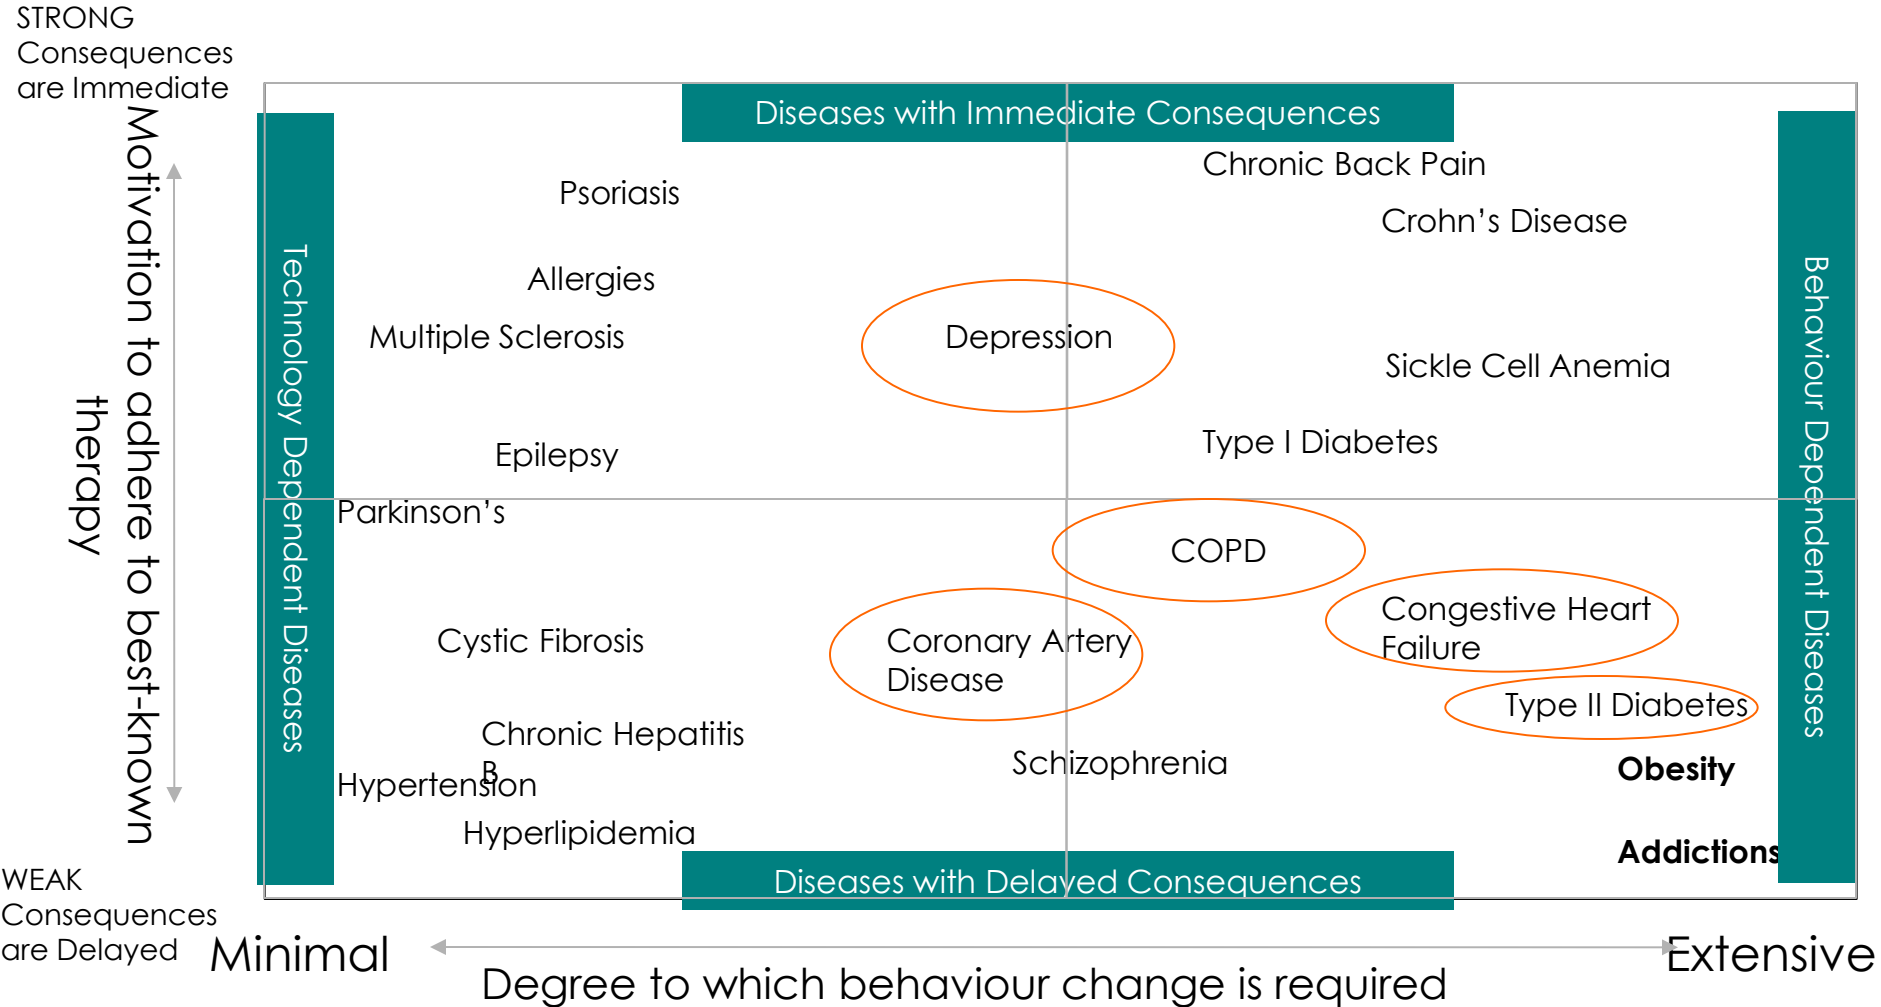 STRONG
Consequences
are Immediate
Motivation to adhere to best-known
therapy
Diseases with Immediate Consequences
Technology Dependent Diseases
Behaviour Dependent Diseases
Chronic Back Pain
Psoriasis
Crohn's Disease
Allergies
Multiple Sclerosis
Depression
Sickle Cell Anemia
Type I Diabetes
Epilepsy
Parkinson's
COPD
Congestive Heart
Failure
Cystic Fibrosis
Coronary Artery
Disease
Type II Diabetes
Chronic Hepatitis
B
Schizophrenia
Obesity
Hypertension
Hyperlipidemia
Addictions
Diseases with Delayed Consequences
WEAK
Consequences
are Delayed
Minimal
Extensive
Degree to which behaviour change is required